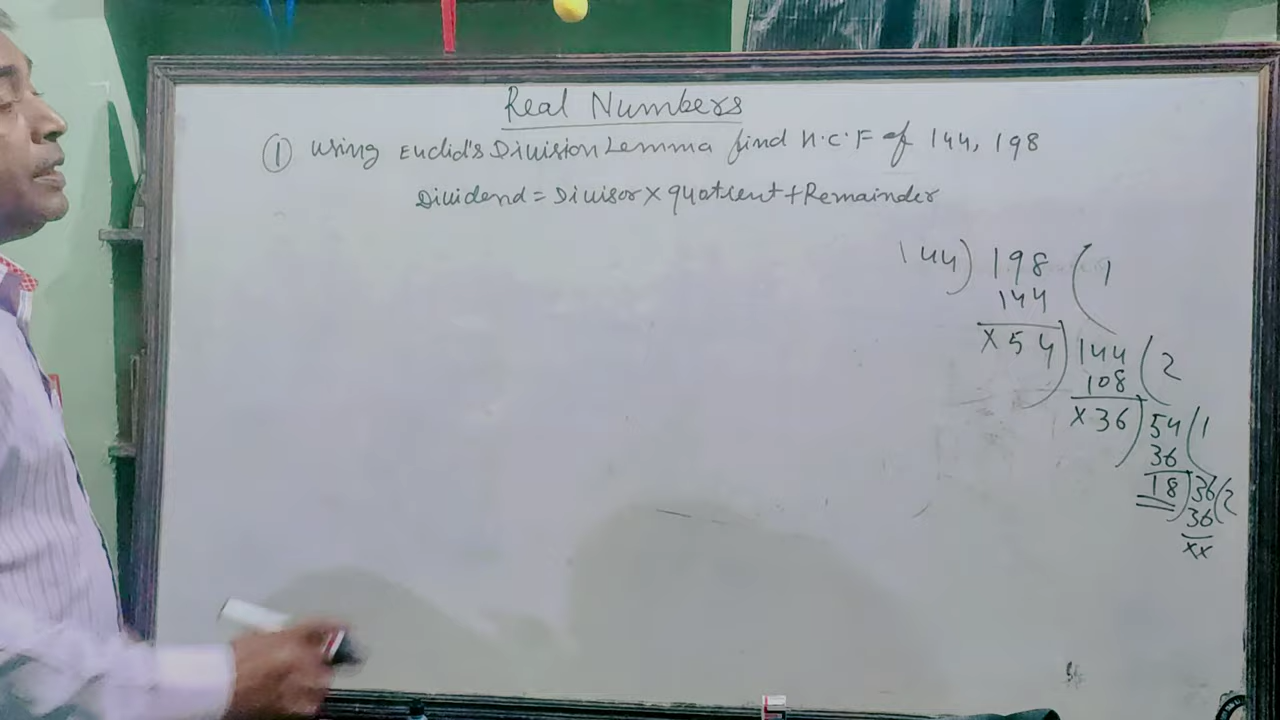 Real Numbers
① Using Euclid's Division Lemma find H.C.F of 144, 198
Dividend = Divisor × quotient + Remainder
144) 198 (1
144
×54) 144 (2
108
×36) 54 (1
36
18) 36 (2
36
××